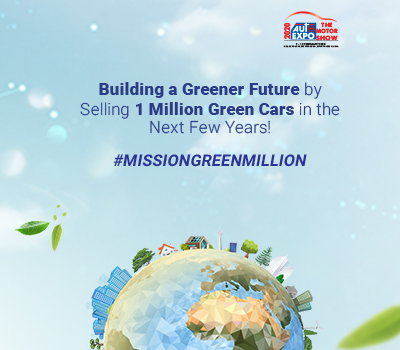 2020
AUTO
EXPO
THE
MOTOR
SHOW
Building a Greener Future by
Selling 1 Million Green Cars in the
Next Few Years!
#MISSIONGREENMILLION